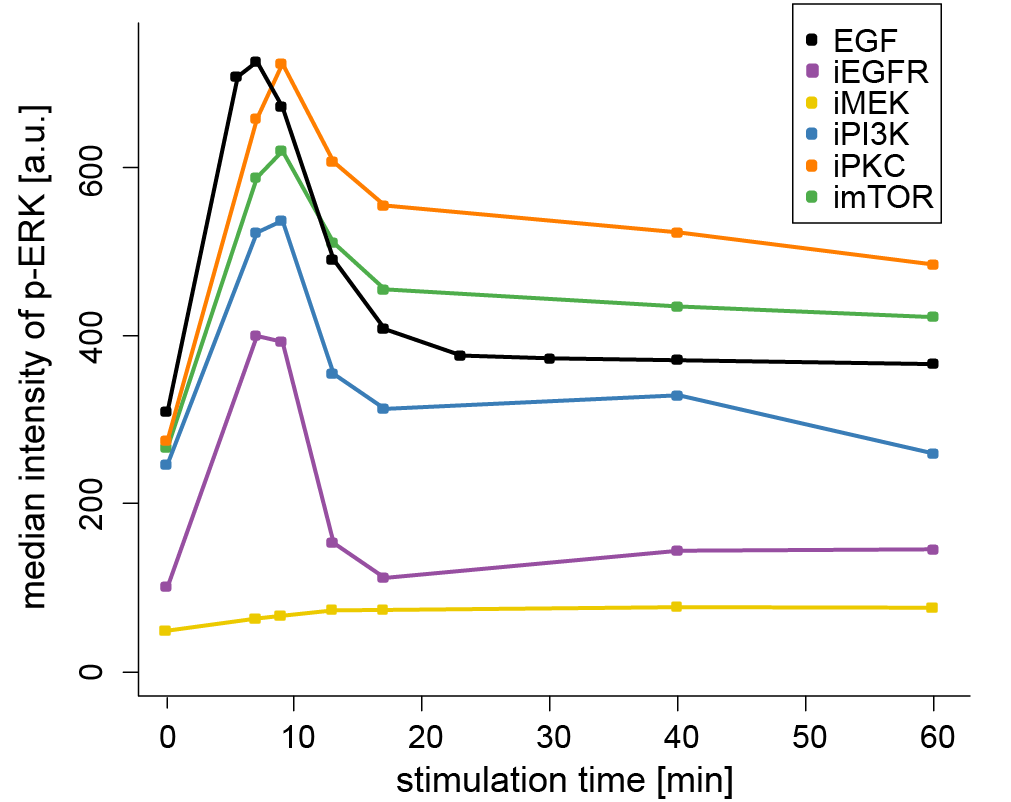 EGF
iEGFR
iMEK
iPI3K
iPKC
imTOR
median intensity of p-ERK [a.u.]
600
400
200
0
0 10 20 30 40 50 60
stimulation time [min]